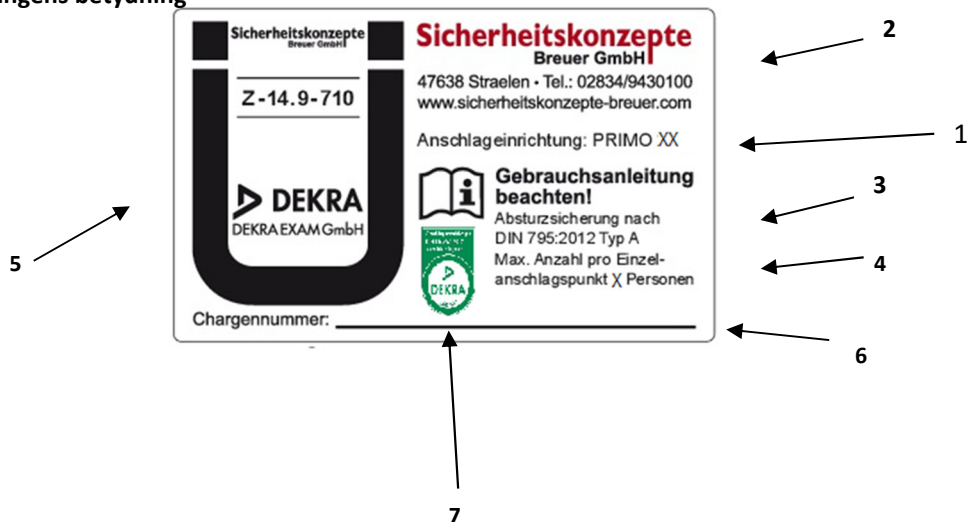 betydning
Sicherheitskonzepte
Breuer GmbH
Z-14.9-710
DEKRA
DEKRA EXAM GmbH
Sicherheitskonzepte
Breuer GmbH
47638 Straelen • Tel.: 02834/9430100
www.sicherheitskonzepte-breuer.com
Anschlageinrichtung: PRIMO XX
Gebrauchsanleitung
beachten!
Absturzsicherung nach
DIN 795:2012 Typ A
Max. Anzahl pro Einzel-
anschlagspunkt X Personen
DEKRA
Chargennummer:
2
1
3
4
5
6
7